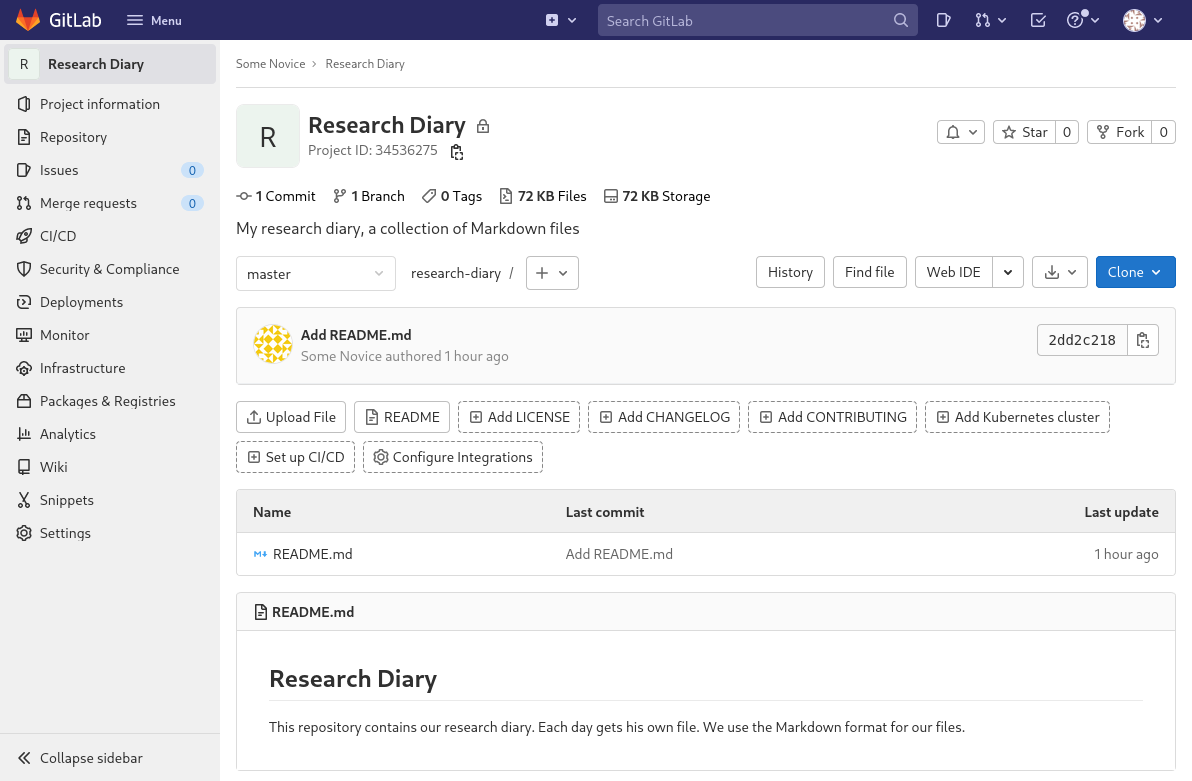 GitLab Menu Search GitLab
R Research Diary
Project information
Repository
Issues 0
Merge requests 0
CI/CD
Security & Compliance
Deployments
Monitor
Infrastructure
Packages & Registries
Analytics
Wiki
Snippets
Settings
Collapse sidebar
Some Novice › Research Diary
R
Research Diary
Project ID: 34536275
Star 0 Fork 0
1 Commit 1 Branch 0 Tags 72 KB Files 72 KB Storage
My research diary, a collection of Markdown files
master research-diary / History Find file Web IDE Clone
Add README.md
Some Novice authored 1 hour ago
2dd2c218
Upload File README Add LICENSE Add CHANGELOG Add CONTRIBUTING Add Kubernetes cluster
Set up CI/CD Configure Integrations
Name Last commit Last update
README.md Add README.md 1 hour ago
README.md
Research Diary
This repository contains our research diary. Each day gets his own file. We use the Markdown format for our files.